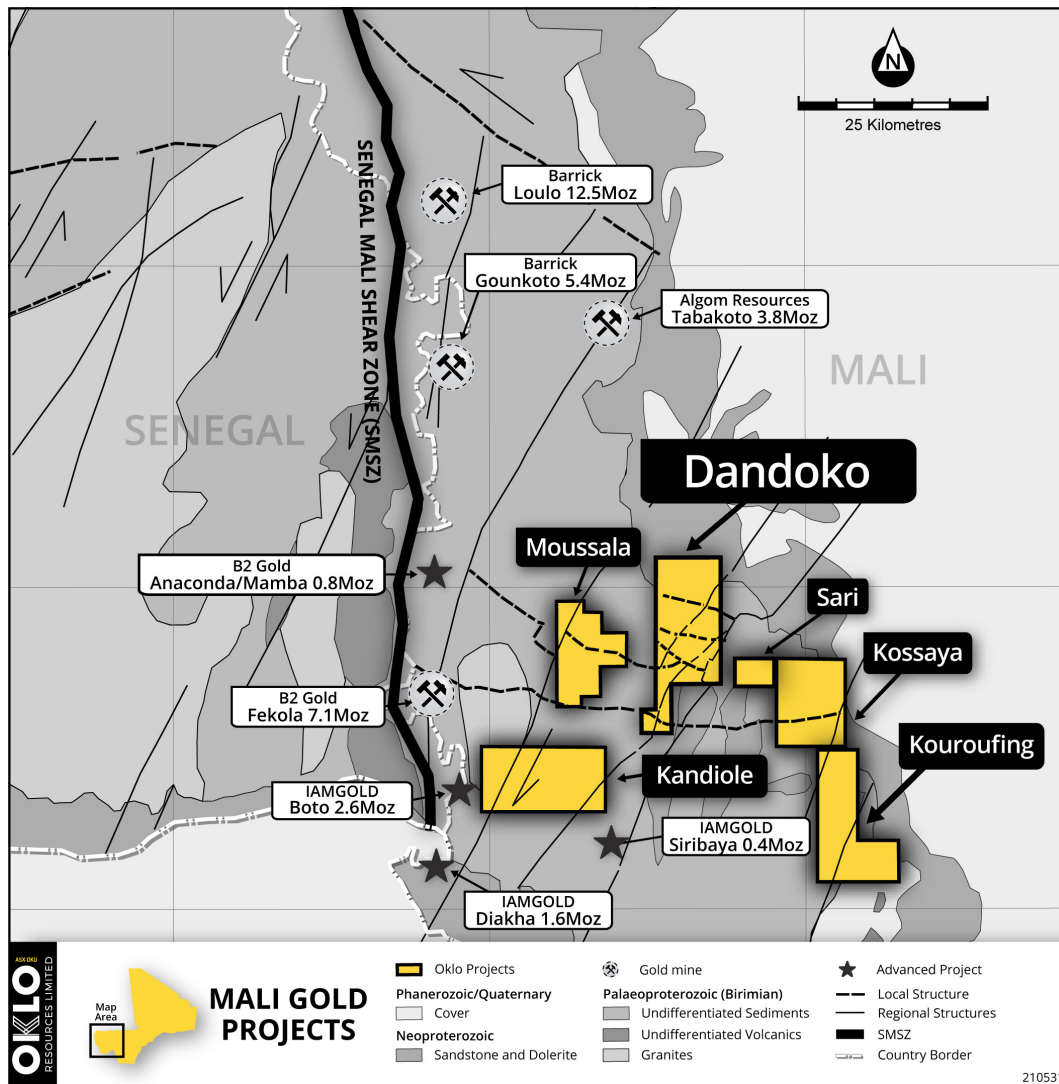 N
25 Kilometres
SENEGAL MALI SHEAR ZONE (SMSZ)
Barrick
Loulo 12.5Moz
Barrick
Gounkoto 5.4Moz
Algom Resources
Tabakoto 3.8Moz
MALI
SENEGAL
Dandoko
Moussala
B2 Gold
Anaconda/Mamba 0.8Moz
Sari
Kossaya
B2 Gold
Fekola 7.1Moz
Kouroufing
Kandiole
IAMGOLD
Boto 2.6Moz
IAMGOLD
Siribaya 0.4Moz
IAMGOLD
Diakha 1.6Moz
ASX:OKU
OKLO
RESOURCES LIMITED
Map
Area
MALI GOLD
PROJECTS
Oklo Projects
Phanerozoic/Quaternary
Cover
Neoproterozoic
Sandstone and Dolerite
Gold mine
Palaeoproterozoic (Birimian)
Undifferentiated Sediments
Undifferentiated Volcanics
Granites
Advanced Project
Local Structure
Regional Structures
SMSZ
Country Border
21053